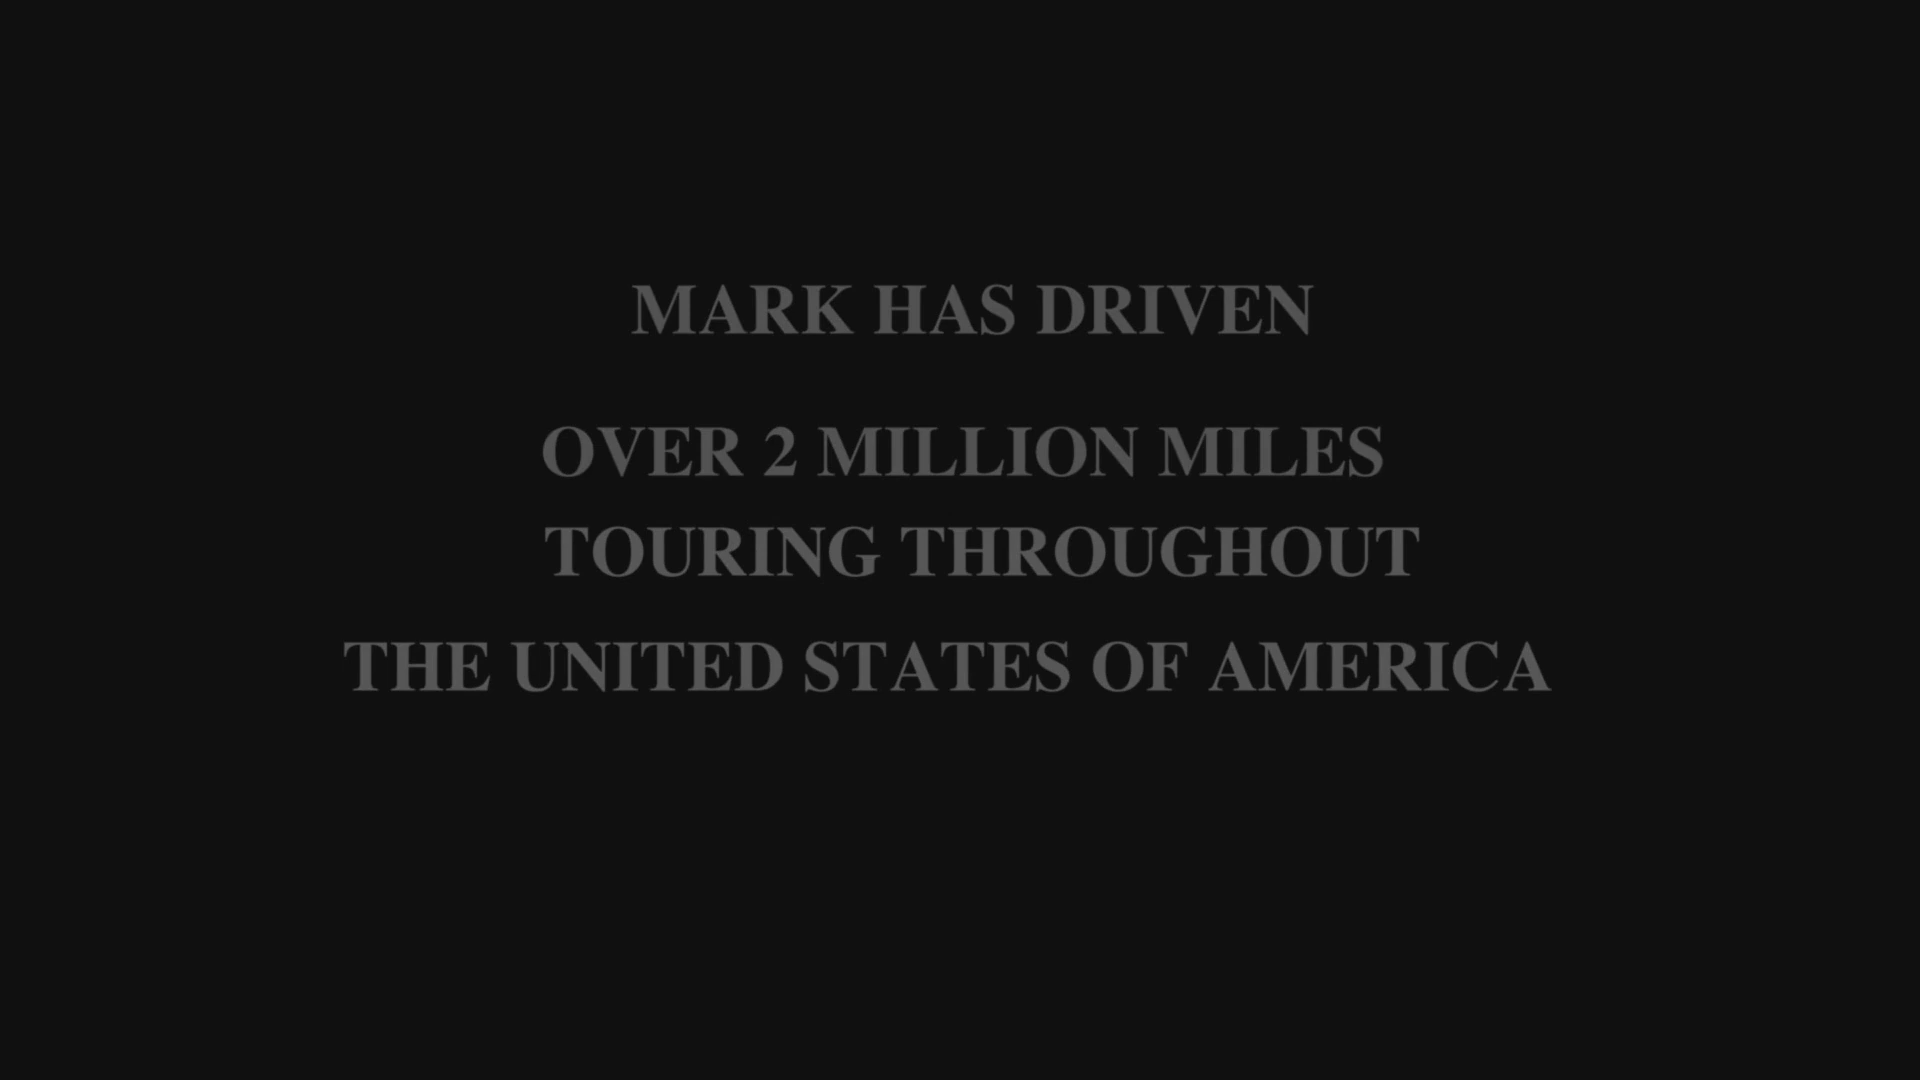 MARK HAS DRIVEN
OVER 2 MILLION MILES
TOURING THROUGHOUT
THE UNITED STATES OF AMERICA